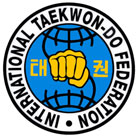 INTERNATIONAL TAEKWON-DO FEDERATION
태 권